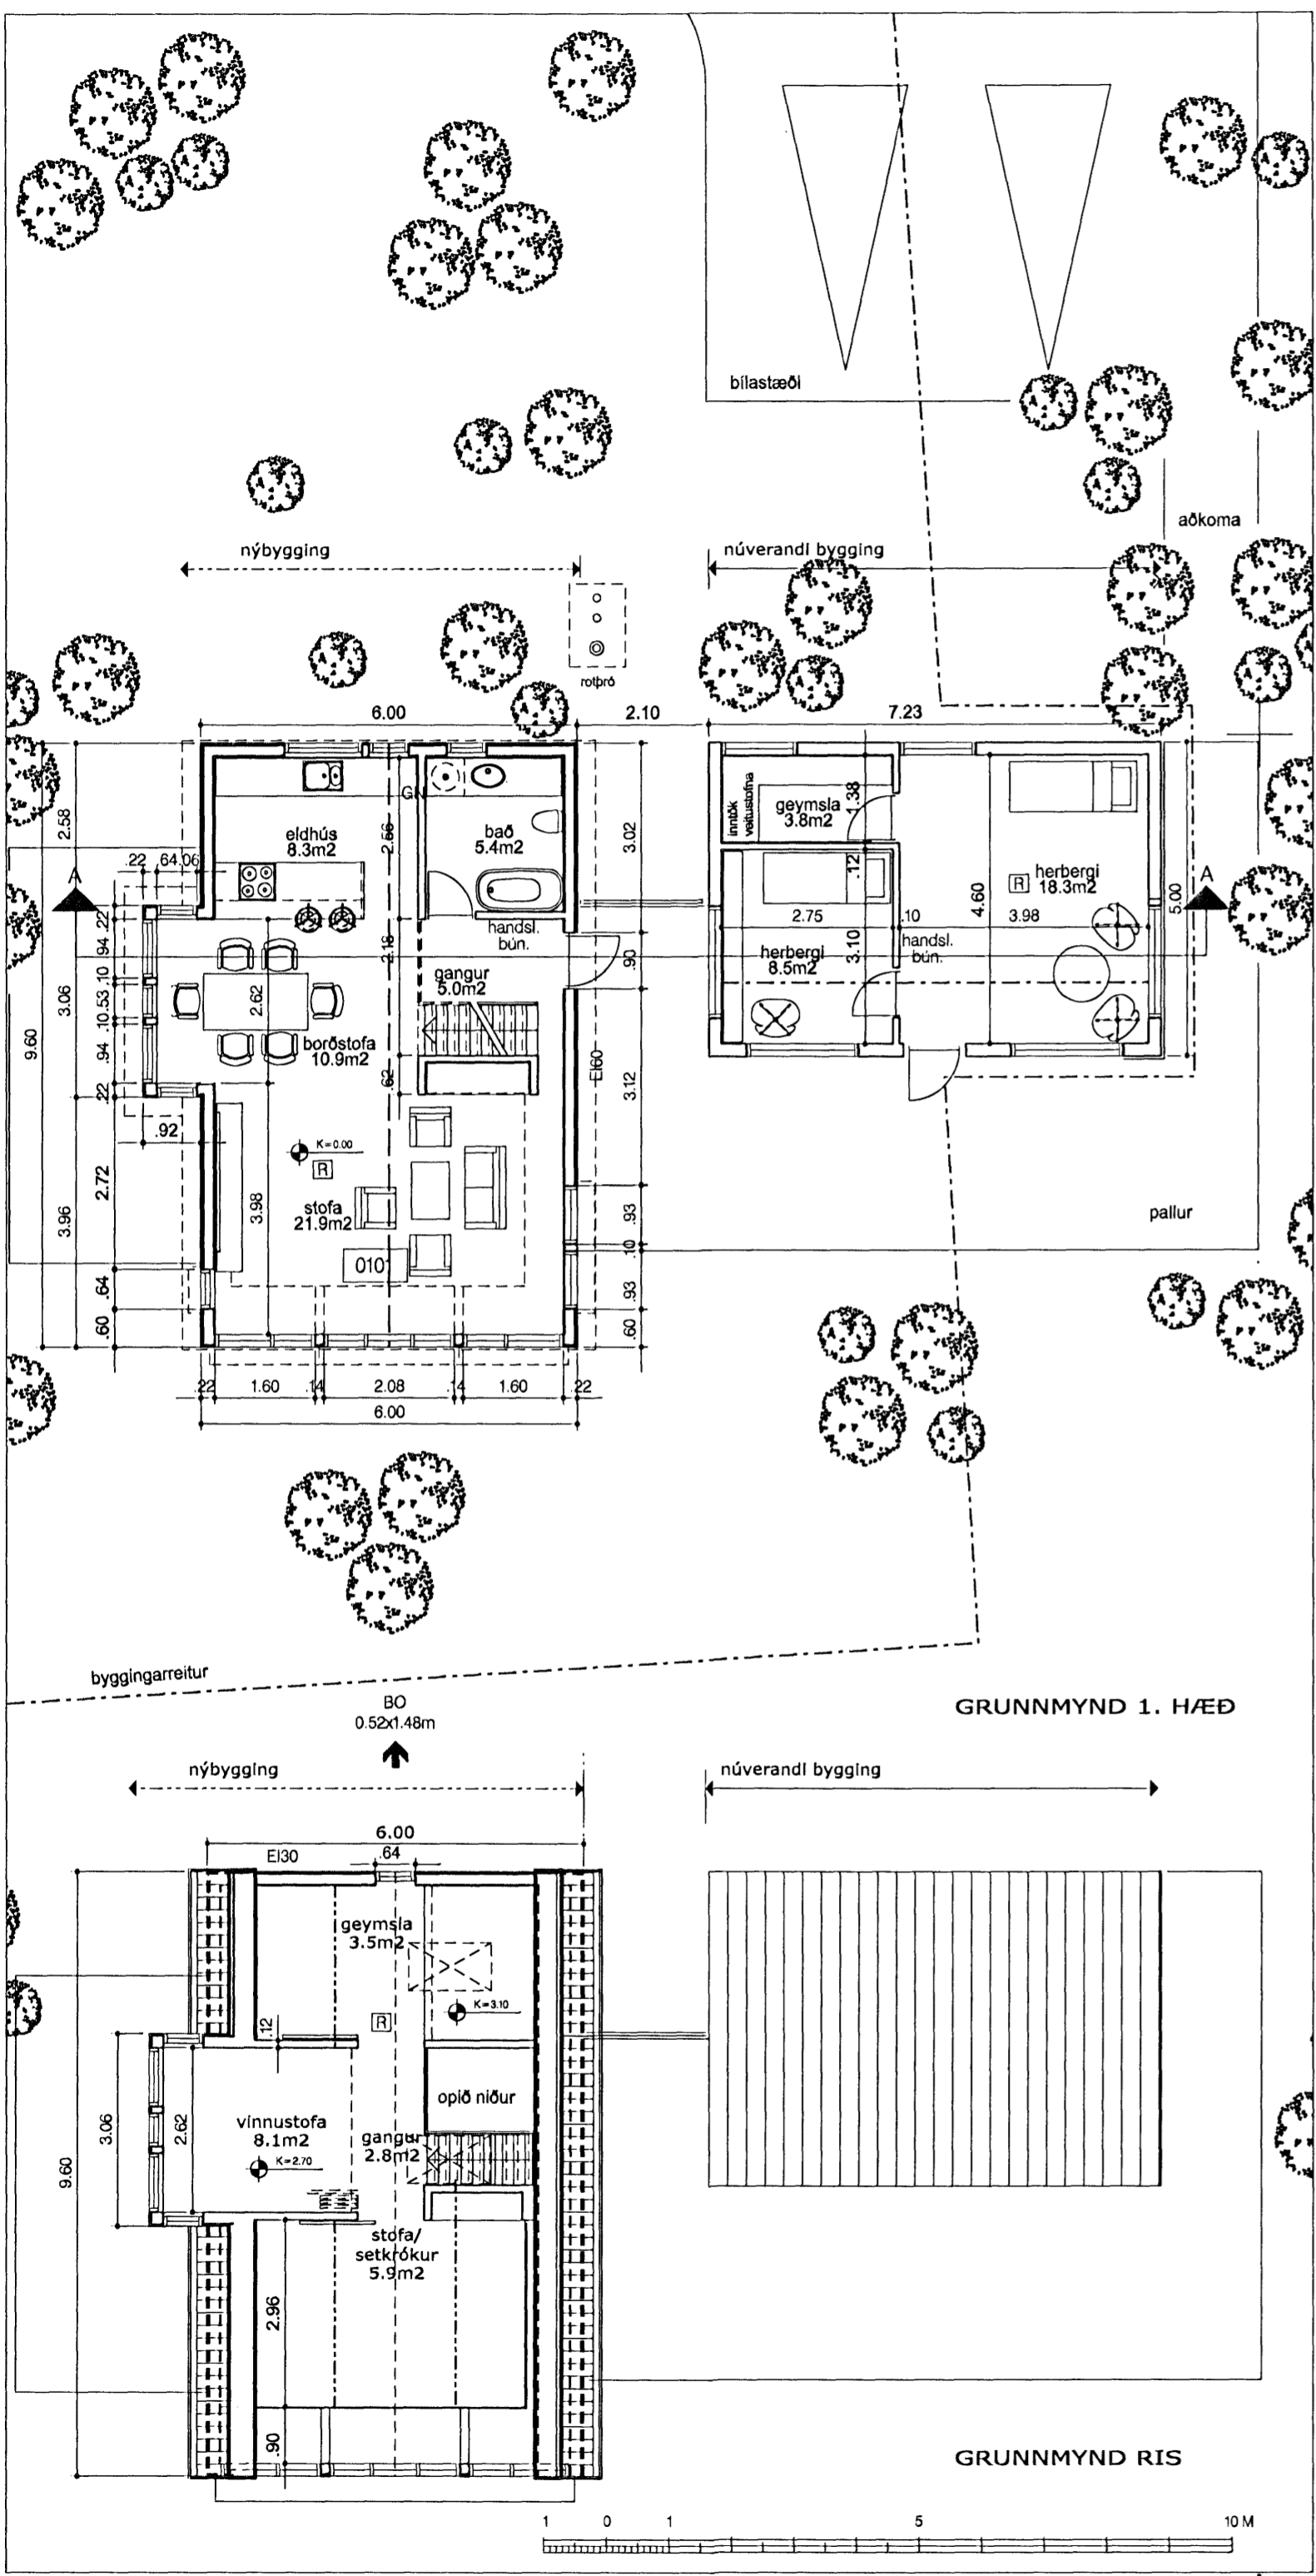 bílastæði
aðkoma
nýbygging
núverandi bygging
rotþró
6.00
2.10
7.23
2.58
9.60
3.06
3.96
.22
.64
.06
.22
.94
.10
.53
.10
.94
.22
.92
2.72
.64
.60
eldhús
8.3m2
2.66
bað
5.4m2
handsl.
bún.
gangur
5.0m2
2.18
2.62
borðstofa
10.9m2
.62
K=0.00
R
stofa
21.9m2
3.98
0101
EI60
3.02
.90
3.12
.93
.10
.93
.60
.22
1.60
.14
2.08
.14
1.60
.22
6.00
inntök
veitustofna
geymsla
3.8m2
1.38
.12
2.75
.10
3.98
herbergi
8.5m2
3.10
handsl.
bún.
4.60
R
herbergi
18.3m2
5.00
A
A
pallur
byggingarreitur
GRUNNMYND 1. HÆÐ
BO
0.52x1.48m
nýbygging
núverandi bygging
6.00
EI30
.64
geymsla
3.5m2
K=3.10
R
.12
opið niður
vinnustofa
8.1m2
K=2.70
gangur
2.8m2
3.06
2.62
9.60
stofa/
setkrókur
5.9m2
2.96
.90
GRUNNMYND RIS
1 0 1 5 10 M